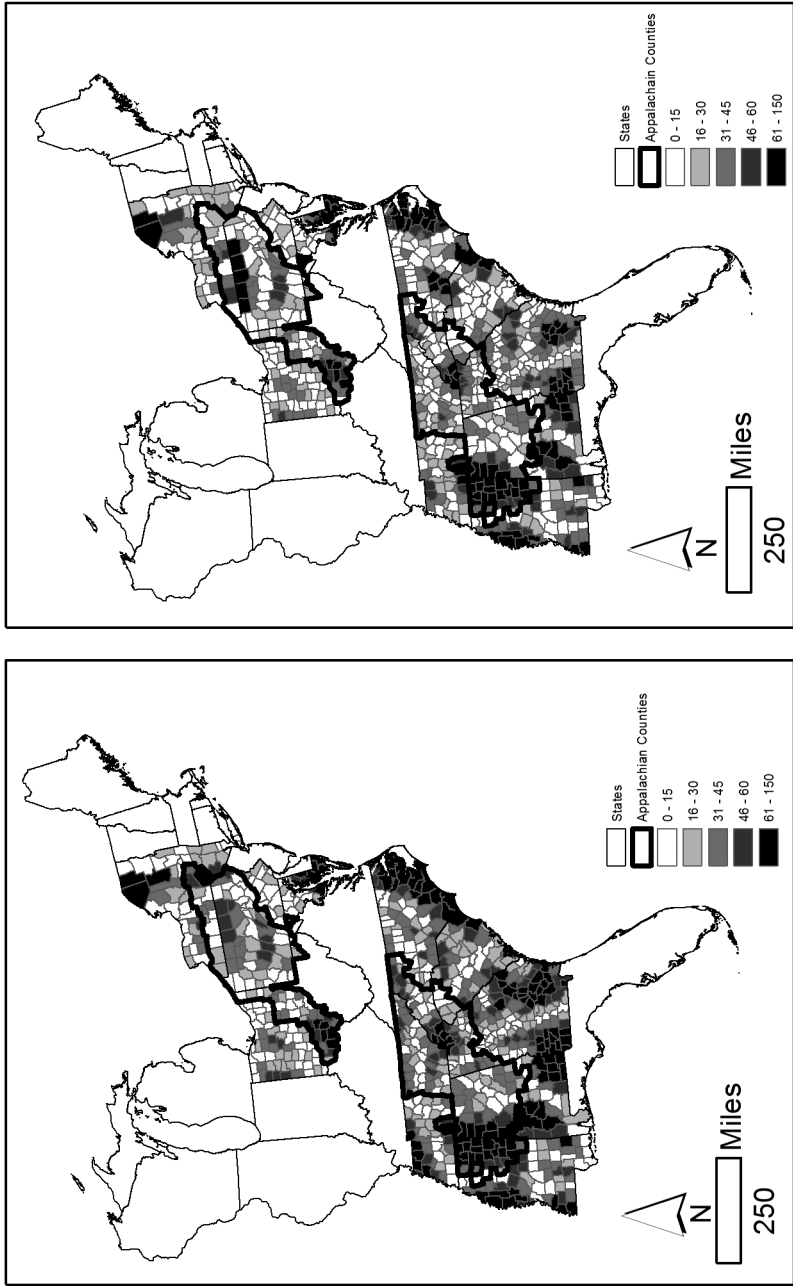 States
Appalachain Counties
0 - 15
16 - 30
31 - 45
46 - 60
61 - 150
N
Miles
250
States
Appalachian Counties
0 - 15
16 - 30
31 - 45
46 - 60
61 - 150
N
Miles
250